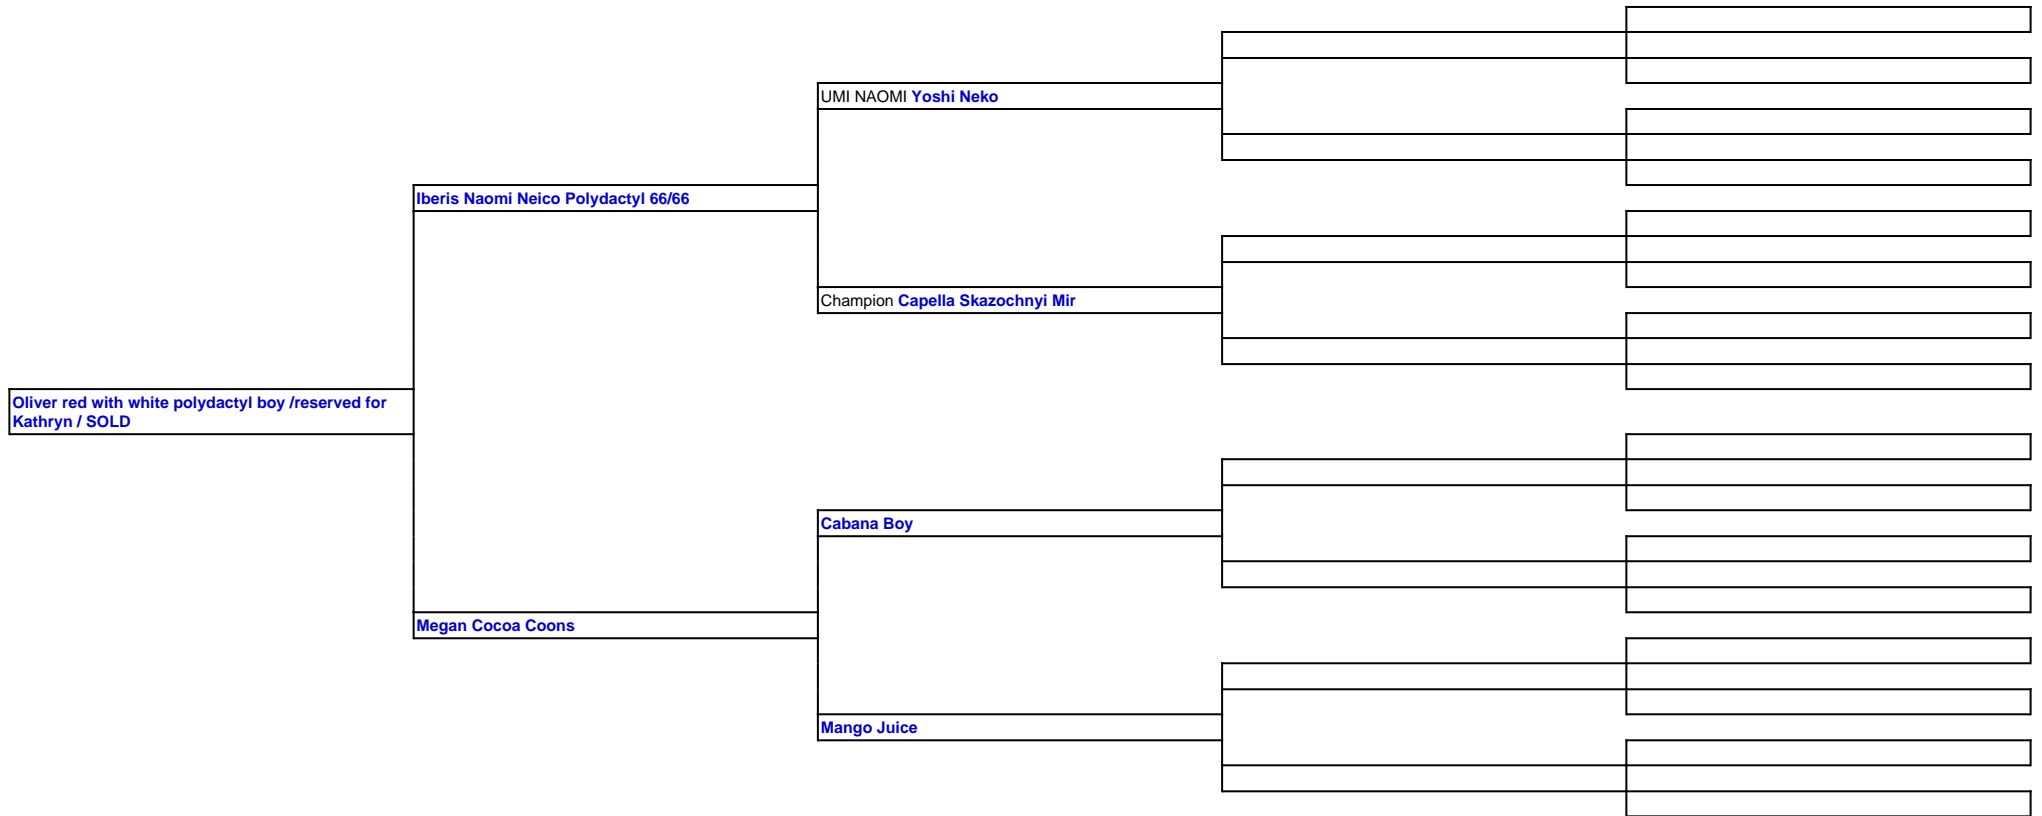 UMI NAOMI Yoshi Neko
Iberis Naomi Neico Polydactyl 66/66
Champion Capella Skazochnyi Mir
Oliver red with white polydactyl boy /reserved for
Kathryn / SOLD
Cabana Boy
Megan Cocoa Coons
Mango Juice